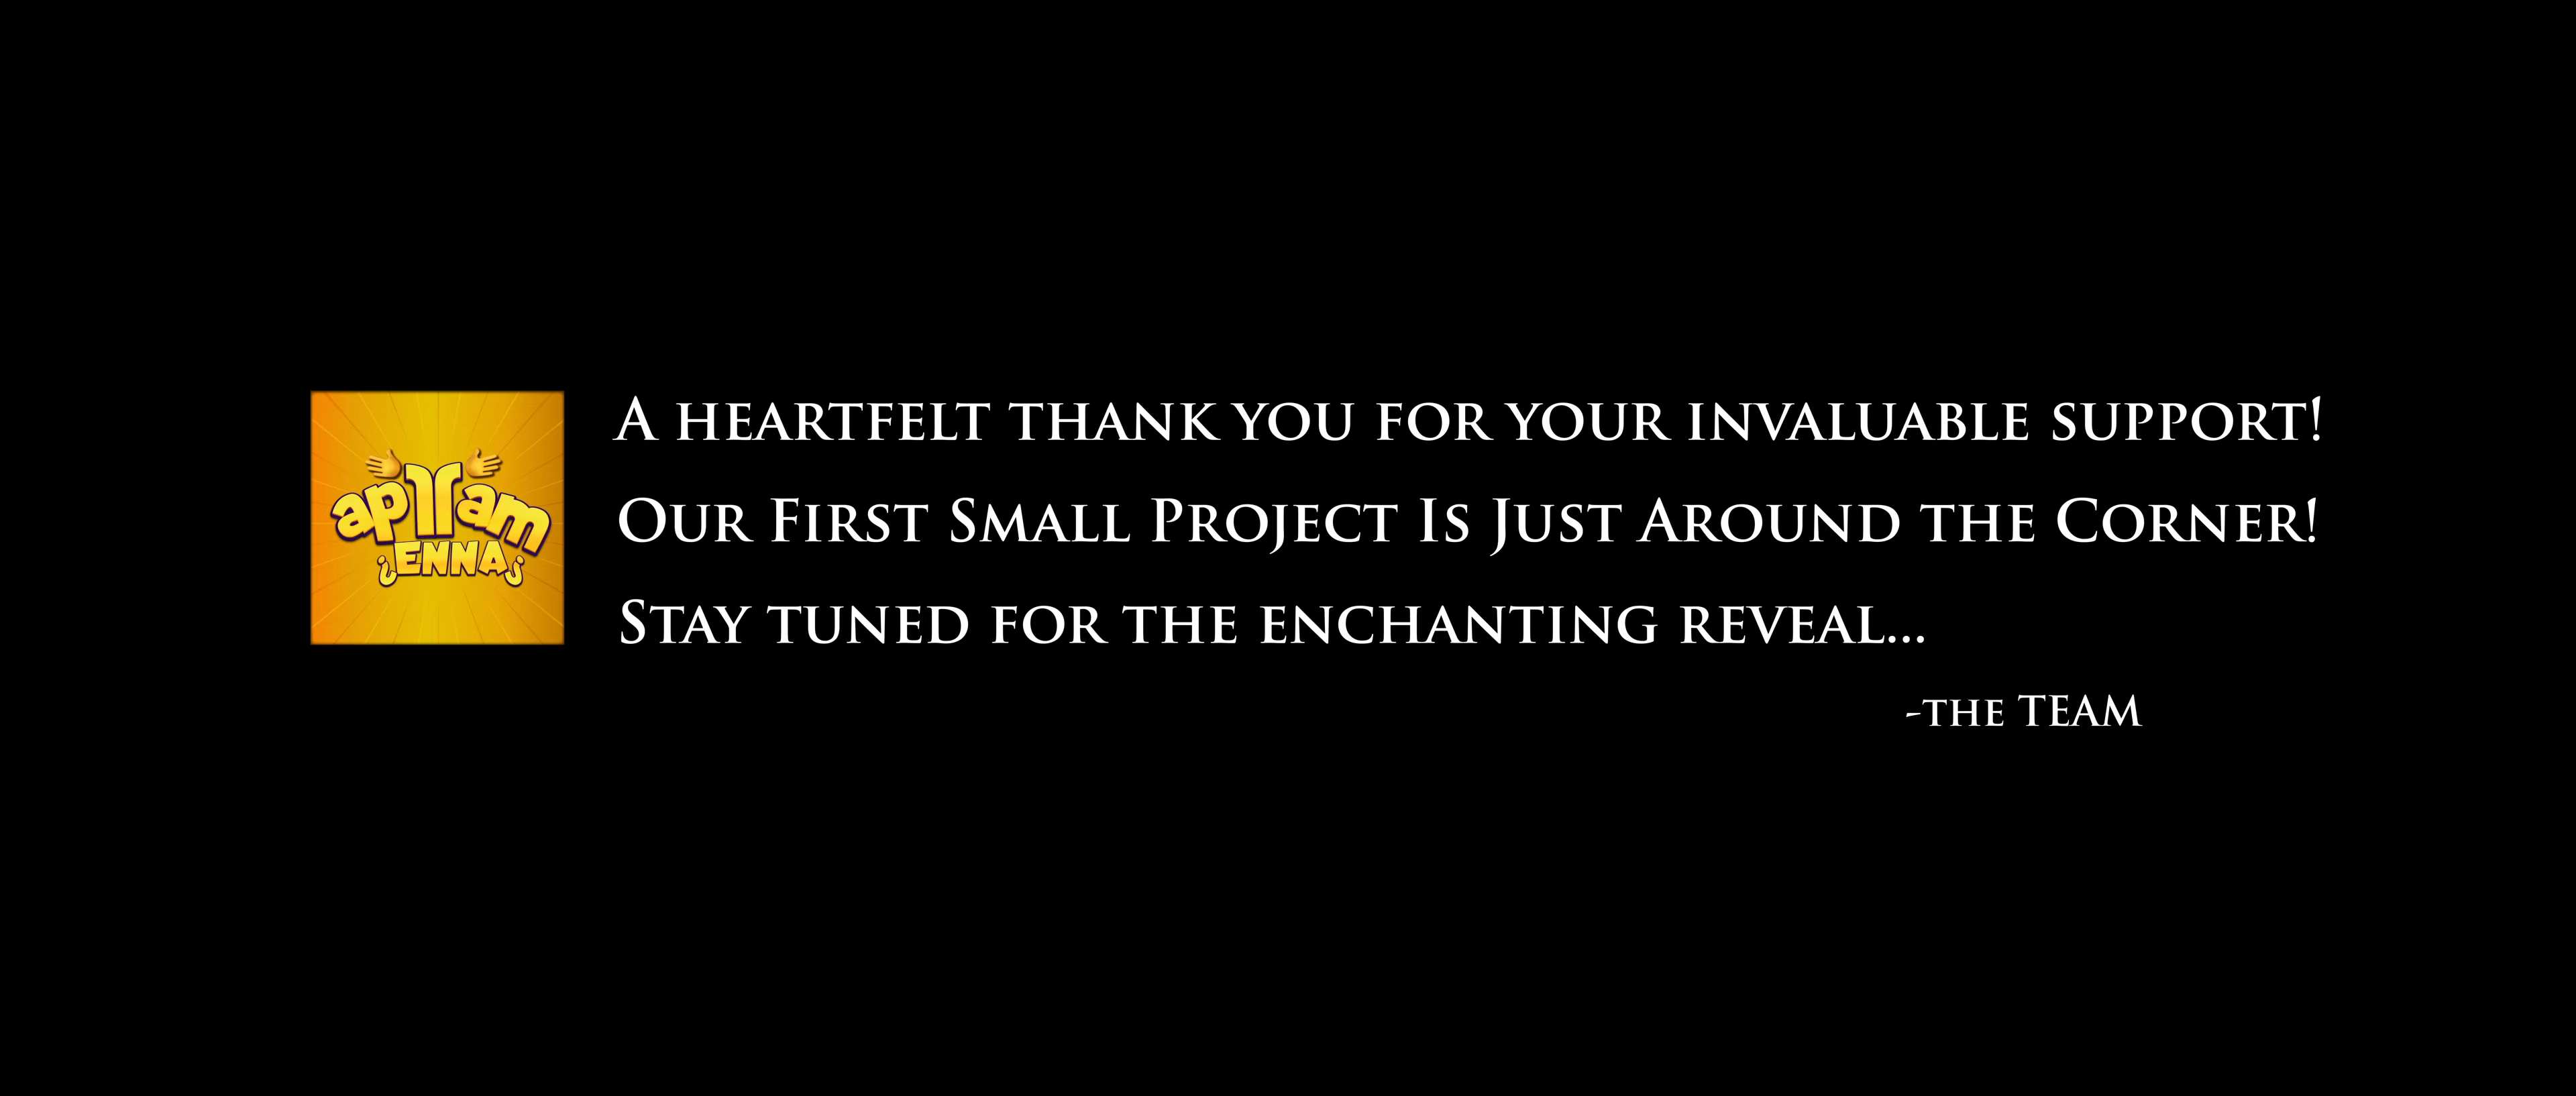 ¿ENNA¿
A heartfelt thank you for your invaluable support!
Our First Small Project Is Just Around the Corner!
Stay tuned for the enchanting reveal...
-the TEAM